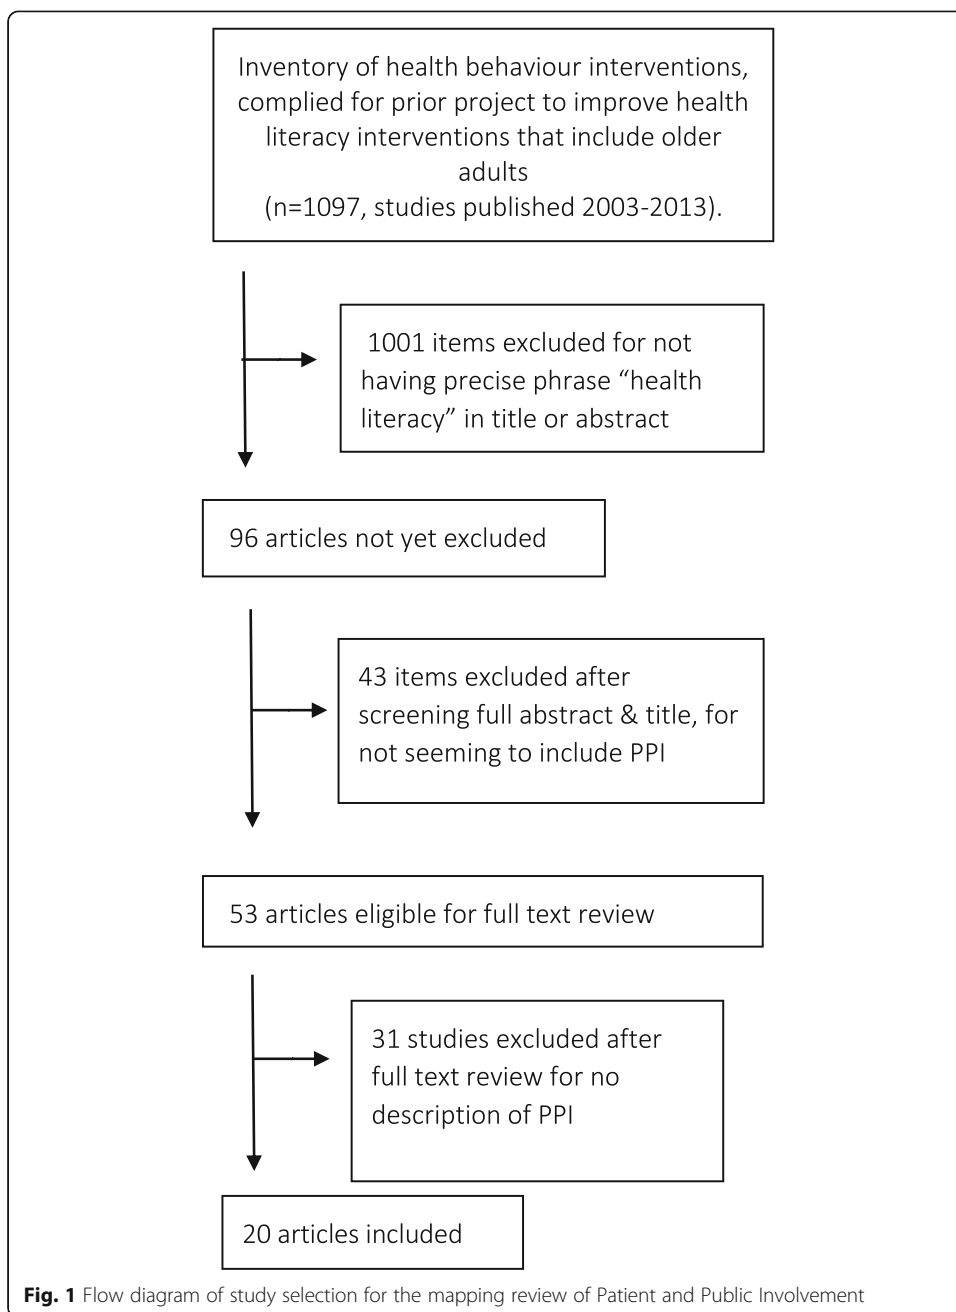 Inventory of health behaviour interventions,
complied for prior project to improve health
literacy interventions that include older
adults
(n=1097, studies published 2003-2013).
1001 items excluded for not
having precise phrase “health
literacy” in title or abstract
96 articles not yet excluded
43 items excluded after
screening full abstract & title, for
not seeming to include PPI
53 articles eligible for full text review
31 studies excluded after
full text review for no
description of PPI
20 articles included
Fig. 1 Flow diagram of study selection for the mapping review of Patient and Public Involvement